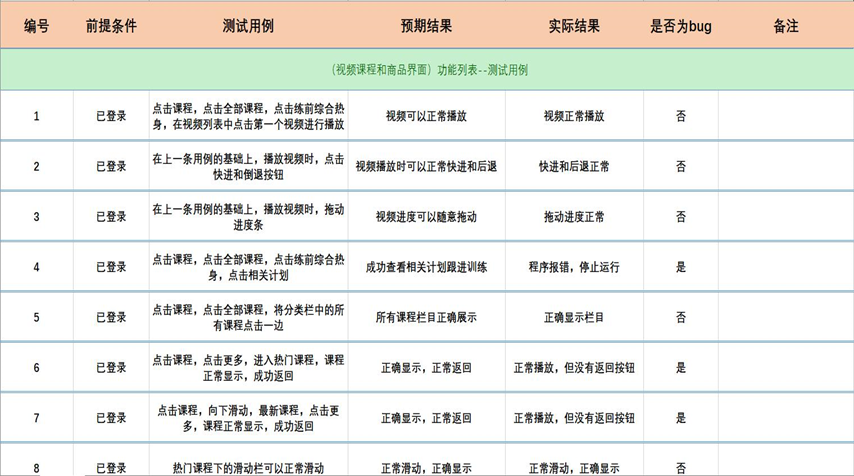 编号 前提条件 测试用例 预期结果 实际结果 是否为bug 备注
(视频课程和商品界面）功能列表--测试用例
1 已登录 点击课程，点击全部课程，点击练前综合热身，在视频列表中点击第一个视频进行播放 视频可以正常播放 视频正常播放 否
2 已登录 在上一条用例的基础上，播放视频时，点击快进和倒退按钮 视频播放时可以正常快进和后退 快进和后退正常 否
3 已登录 在上一条用例的基础上，播放视频时，拖动进度条 视频进度可以随意拖动 拖动进度正常 否
4 已登录 点击课程，点击全部课程，点击练前综合热身，点击相关计划 成功查看相关计划跟进训练 程序报错，停止运行 是
5 已登录 点击课程，点击全部课程，将分类栏中的所有课程点击一边 所有课程栏目正确展示 正确显示栏目 否
6 已登录 点击课程，点击更多，进入热门课程，课程正常显示，成功返回 正确显示，正常返回 正常播放，但没有返回按钮 是
7 已登录 点击课程，向下滑动，最新课程，点击更多，课程正常显示，成功返回 正确显示，正常返回 正常播放，但没有返回按钮 是
8 已登录 热门课程下的滑动栏可以正常滑动 正常滑动，正确显示 正常滑动，正确显示 否